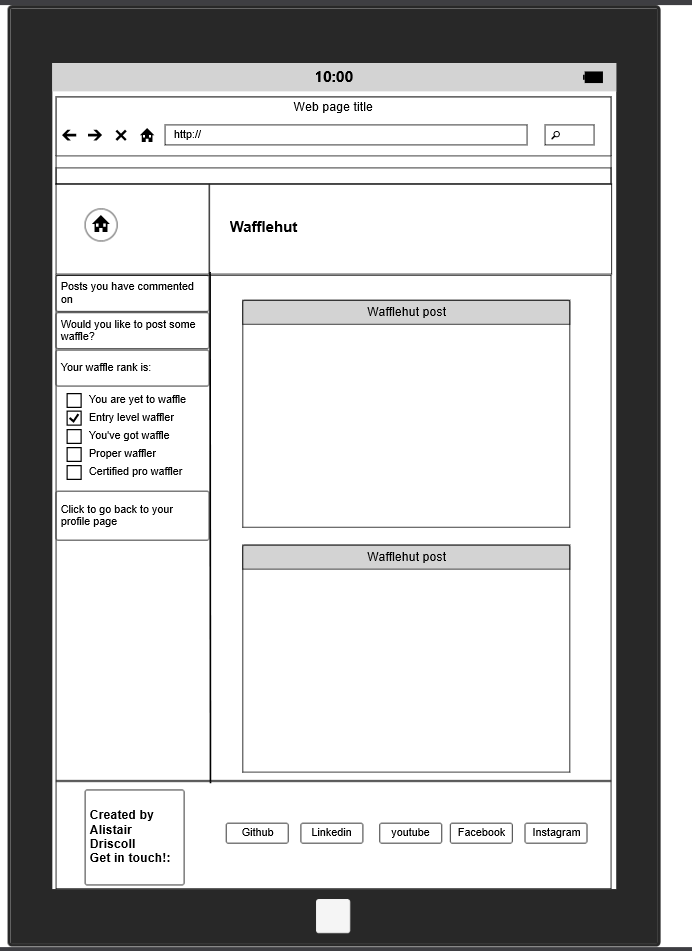 10:00
Web page title
http://
Wafflehut
Posts you have commented
on
Would you like to post some
waffle?
Your waffle rank is:
You are yet to waffle
Entry level waffler
You've got waffle
Proper waffler
Certified pro waffler
Click to go back to your
profile page
Wafflehut post
Wafflehut post
Created by
Alistair
Driscoll
Get in touch!:
Github
Linkedin
youtube
Facebook
Instagram